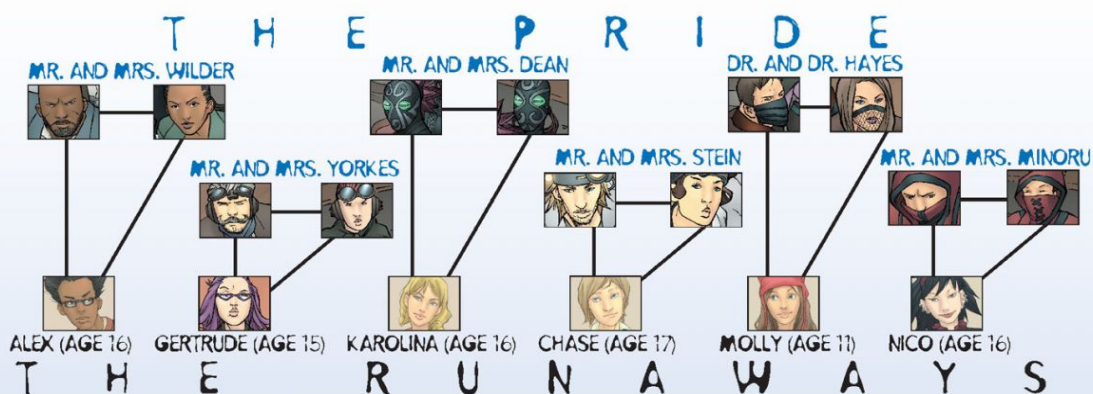 THE PRIDE
MR. AND MRS. WILDER
MR. AND MRS. DEAN
DR. AND DR. HAYES
MR. AND MRS. YORKES
MR. AND MRS. STEIN
MR. AND MRS. MINORU
ALEX (AGE 16)
GERTRUDE (AGE 15)
KAROLINA (AGE 16)
CHASE (AGE 17)
MOLLY (AGE 11)
NICO (AGE 16)
THE RUNAWAYS